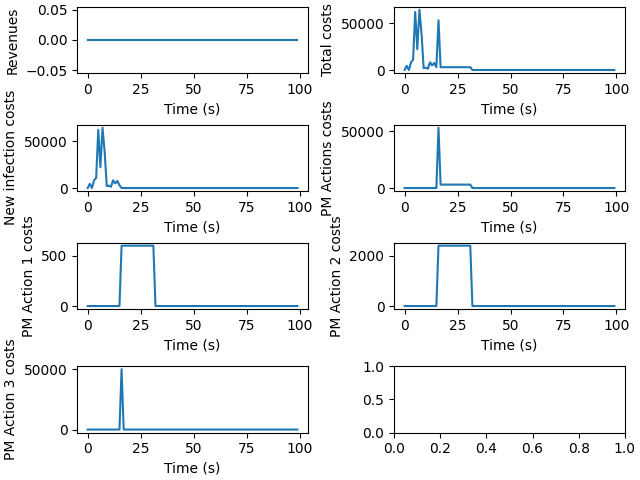 Revenues
0.05
0.00
−0.05
0 25 50 75 100
Time (s)
Total costs
50000
0
0 25 50 75 100
Time (s)
New infection costs
50000
0
0 25 50 75 100
Time (s)
PM Actions costs
50000
0
0 25 50 75 100
Time (s)
PM Action 1 costs
500
0
0 25 50 75 100
Time (s)
PM Action 2 costs
2000
0
0 25 50 75 100
Time (s)
PM Action 3 costs
50000
0
0 25 50 75 100
Time (s)
1.0
0.5
0.0
0.0 0.2 0.4 0.6 0.8 1.0